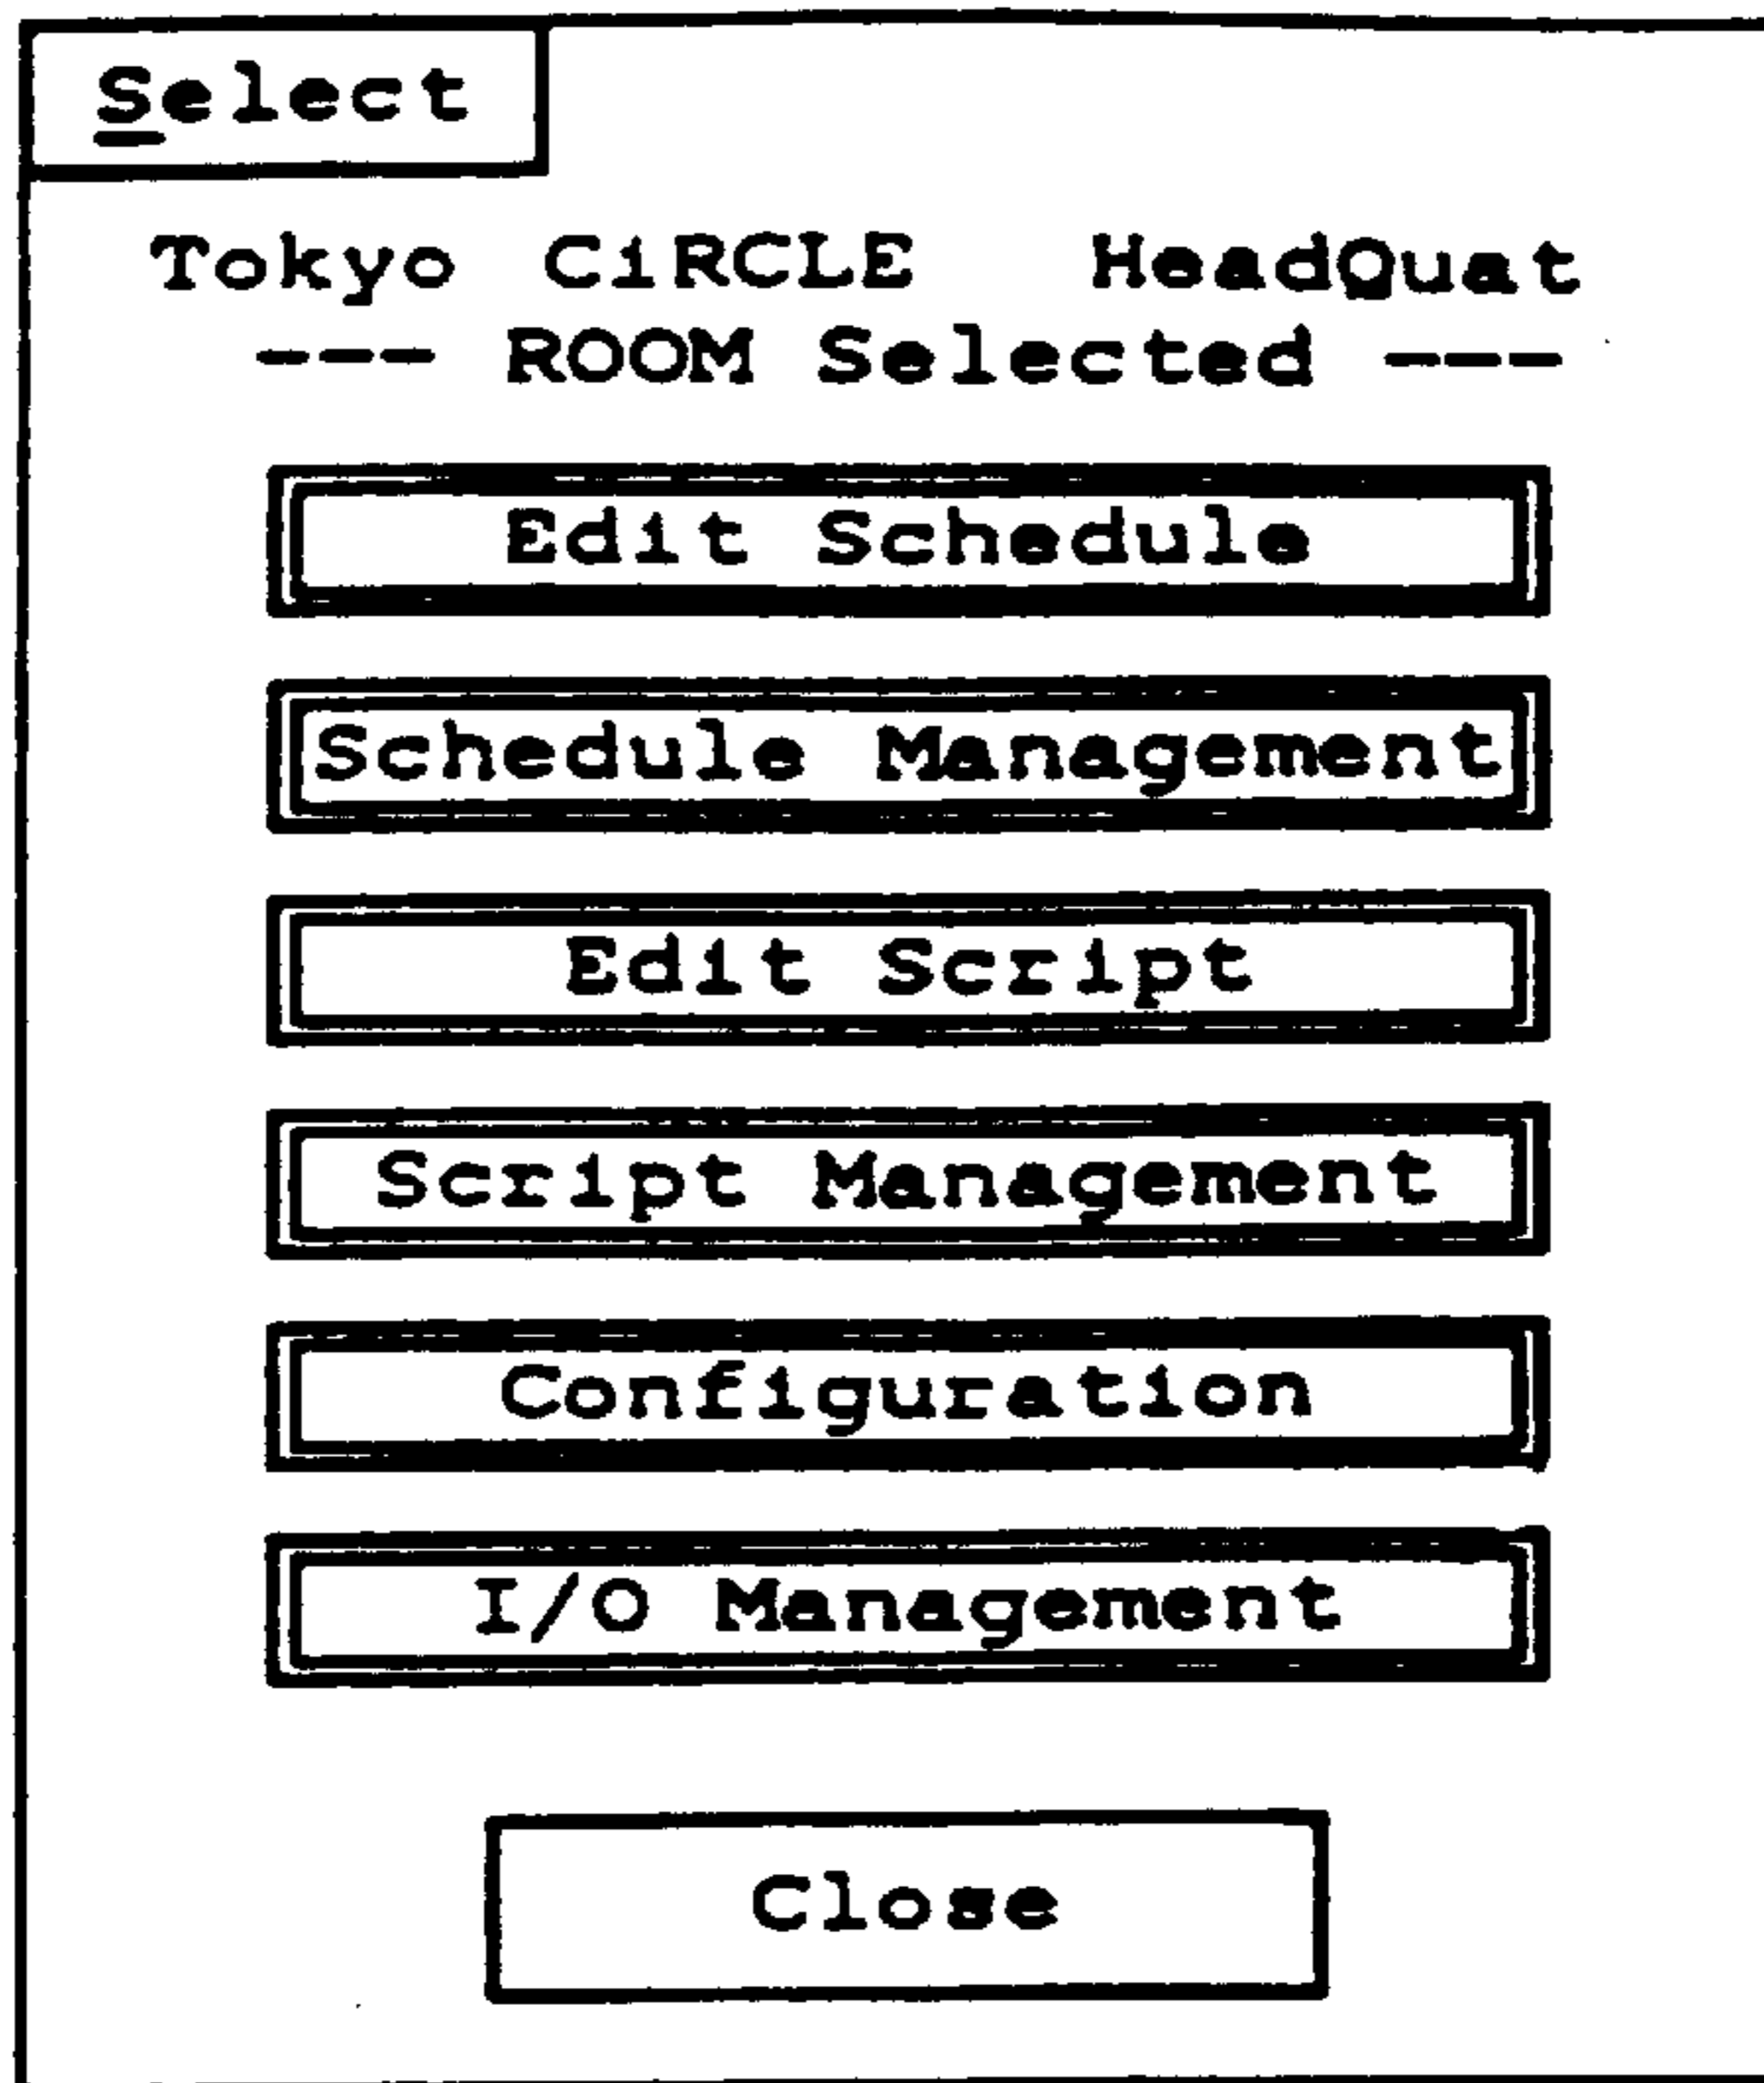 Select
Tokyo CiRCLE HeadQuat
--- ROOM Selected ---
Edit Schedule
Schedule Management
Edit Script
Script Management
Configuration
I/O Management
Close